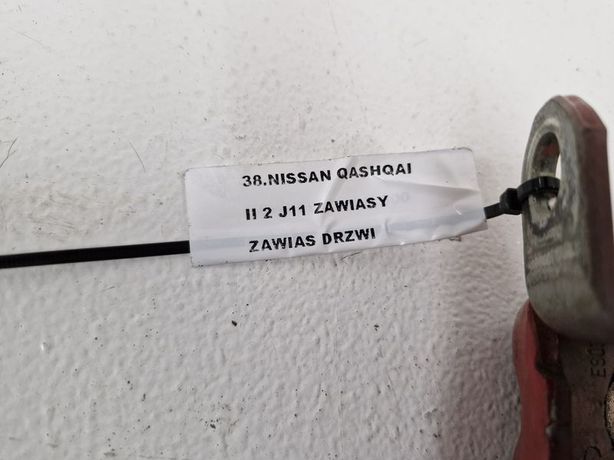 38.NISSAN QASHQAI
II 2 J11 ZAWIASY
ZAWIAS DRZWI